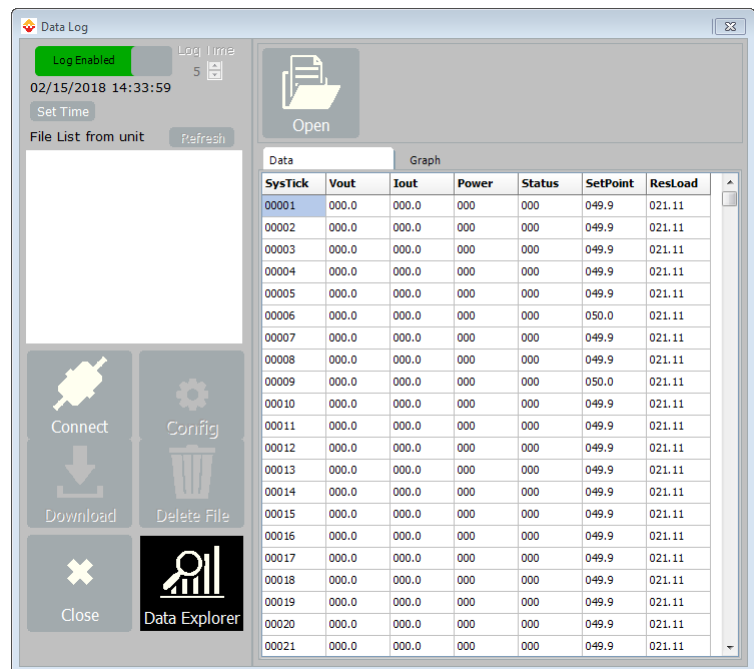 Data Log
Log Enabled
Log Time
5
02/15/2018 14:33:59
Set Time
File List from unit
Refresh
Connect
Config
Download
Delete File
Close
Data Explorer
Open
Data Graph
SysTick Vout Iout Power Status SetPoint ResLoad
00001 000.0 000.0 000 000 049.9 021.11
00002 000.0 000.0 000 000 049.9 021.11
00003 000.0 000.0 000 000 049.9 021.11
00004 000.0 000.0 000 000 049.9 021.11
00005 000.0 000.0 000 000 049.9 021.11
00006 000.0 000.0 000 000 050.0 021.11
00007 000.0 000.0 000 000 049.9 021.11
00008 000.0 000.0 000 000 049.9 021.11
00009 000.0 000.0 000 000 050.0 021.11
00010 000.0 000.0 000 000 049.9 021.11
00011 000.0 000.0 000 000 049.9 021.11
00012 000.0 000.0 000 000 049.9 021.11
00013 000.0 000.0 000 000 049.9 021.11
00014 000.0 000.0 000 000 049.9 021.11
00015 000.0 000.0 000 000 049.9 021.11
00016 000.0 000.0 000 000 049.9 021.11
00017 000.0 000.0 000 000 049.9 021.11
00018 000.0 000.0 000 000 049.9 021.11
00019 000.0 000.0 000 000 049.9 021.11
00020 000.0 000.0 000 000 049.9 021.11
00021 000.0 000.0 000 000 049.9 021.11